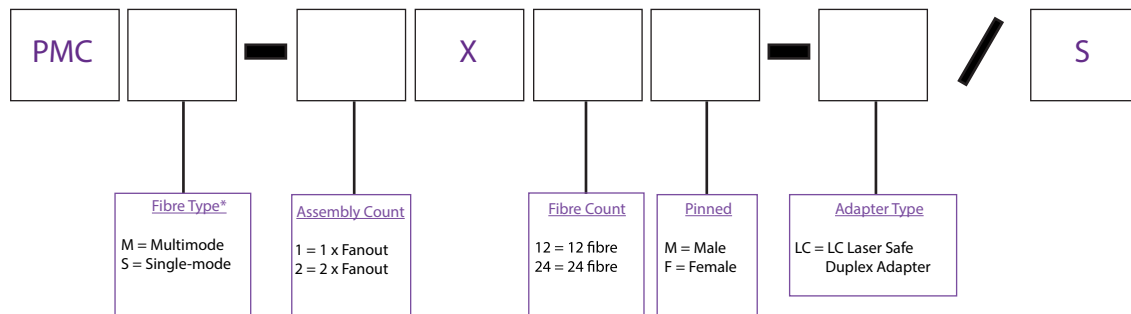 PMC
X
S
Fibre Type*
M = Multimode
S = Single-mode
Assembly Count
1 = 1 x Fanout
2 = 2 x Fanout
Fibre Count
12 = 12 fibre
24 = 24 fibre
Pinned
M = Male
F = Female
Adapter Type
LC = LC Laser Safe
Duplex Adapter